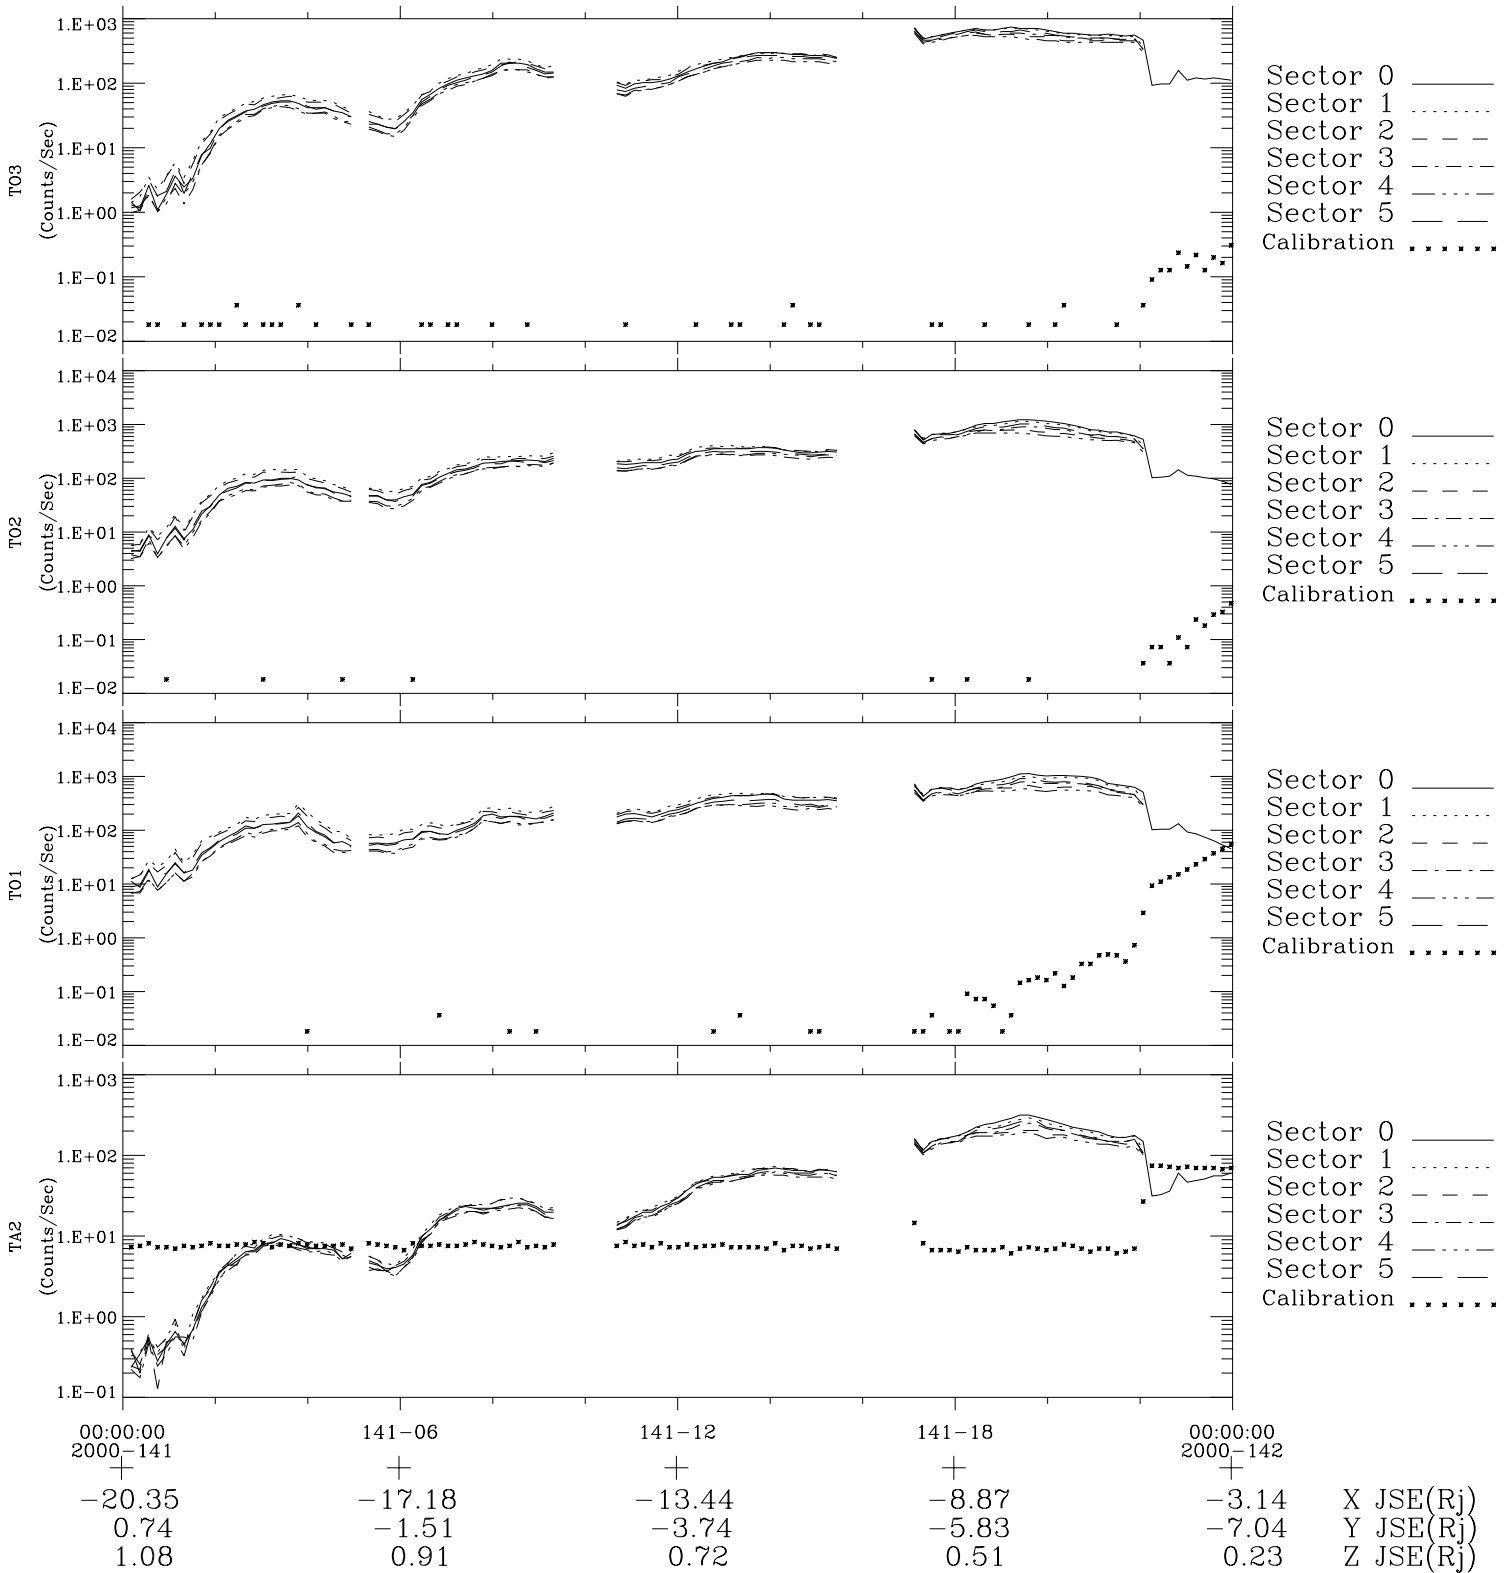 1.E+03
1.E+02
1.E+01
1.E+00
1.E-01
1.E-02
TO3
(Counts/Sec)
Sector 0
Sector 1
Sector 2
Sector 3
Sector 4
Sector 5
Calibration
1.E+04
1.E+03
1.E+02
1.E+01
1.E+00
1.E-01
1.E-02
TO2
(Counts/Sec)
Sector 0
Sector 1
Sector 2
Sector 3
Sector 4
Sector 5
Calibration
1.E+04
1.E+03
1.E+02
1.E+01
1.E+00
1.E-01
1.E-02
TO1
(Counts/Sec)
Sector 0
Sector 1
Sector 2
Sector 3
Sector 4
Sector 5
Calibration
1.E+03
1.E+02
1.E+01
1.E+00
1.E-01
TA2
(Counts/Sec)
Sector 0
Sector 1
Sector 2
Sector 3
Sector 4
Sector 5
Calibration
00:00:00 141-06 141-12 141-18 00:00:00
2000-141 2000-142
-20.35 -17.18 -13.44 -8.87 -3.14 X JSE(Rj)
0.74 -1.51 -3.74 -5.83 -7.04 Y JSE(Rj)
1.08 0.91 0.72 0.51 0.23 Z JSE(Rj)